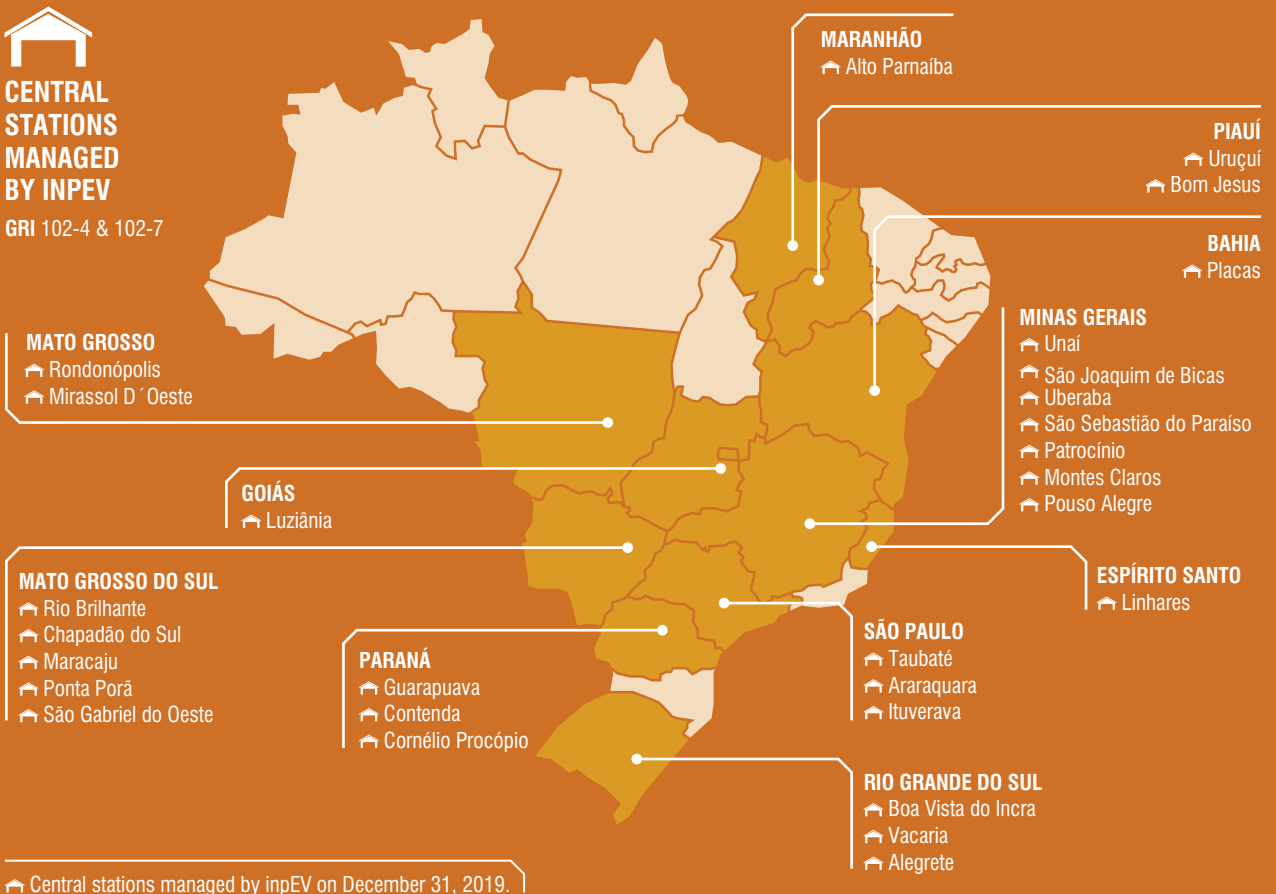 CENTRAL
STATIONS
MANAGED
BY INPEV
GRI 102-4 & 102-7
MARANHÃO
Alto Parnaíba
PIAUÍ
Uruçuí
Bom Jesus
BAHIA
Placas
MINAS GERAIS
Unaí
São Joaquim de Bicas
Uberaba
São Sebastião do Paraíso
Patrocínio
Montes Claros
Pouso Alegre
MATO GROSSO
Rondonópolis
Mirassol D´Oeste
GOIÁS
Luziânia
MATO GROSSO DO SUL
Rio Brilhante
Chapadão do Sul
Maracaju
Ponta Porã
São Gabriel do Oeste
PARANÁ
Guarapuava
Contenda
Cornélio Procópio
ESPÍRITO SANTO
Linhares
SÃO PAULO
Taubaté
Araraquara
Ituverava
RIO GRANDE DO SUL
Boa Vista do Incra
Vacaria
Alegrete
Central stations managed by inpEV on December 31, 2019.